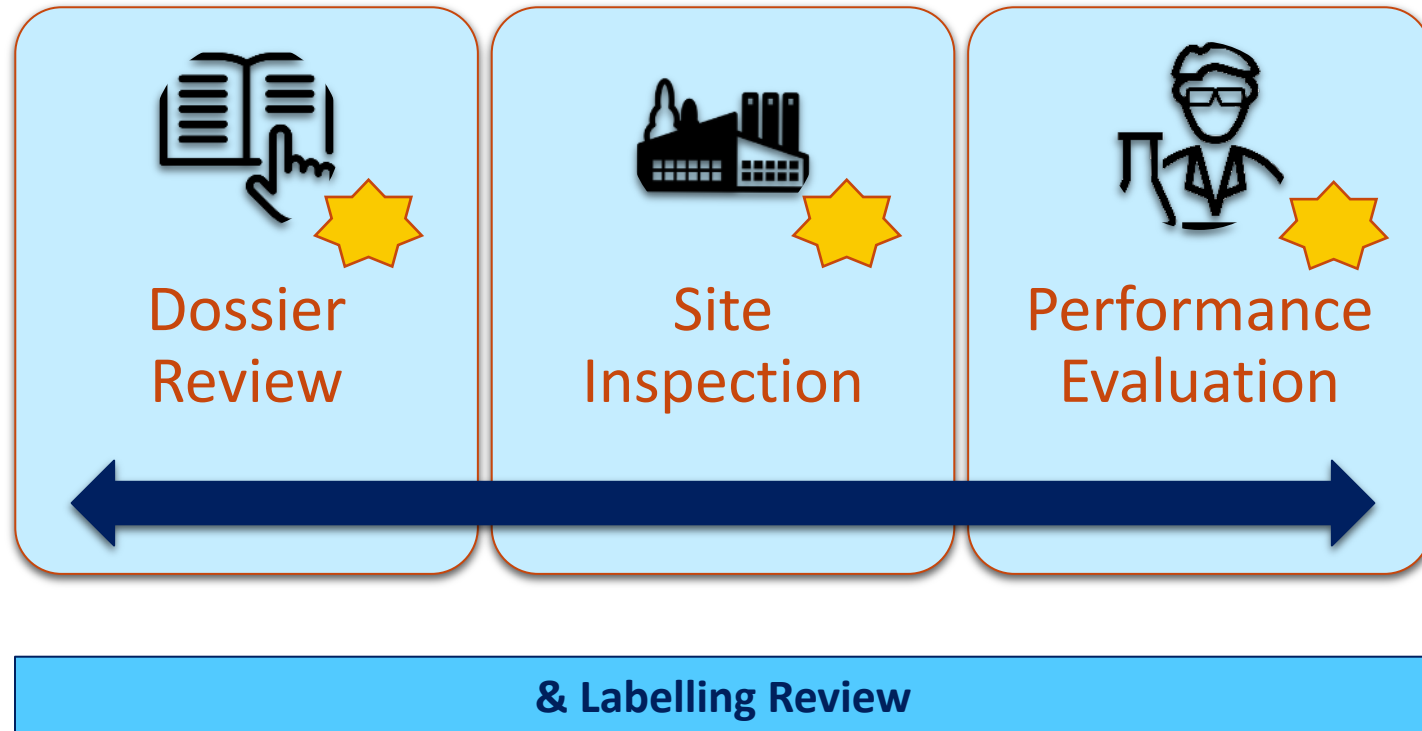 Dossier
Review
Site
Inspection
Performance
Evaluation
& Labelling Review